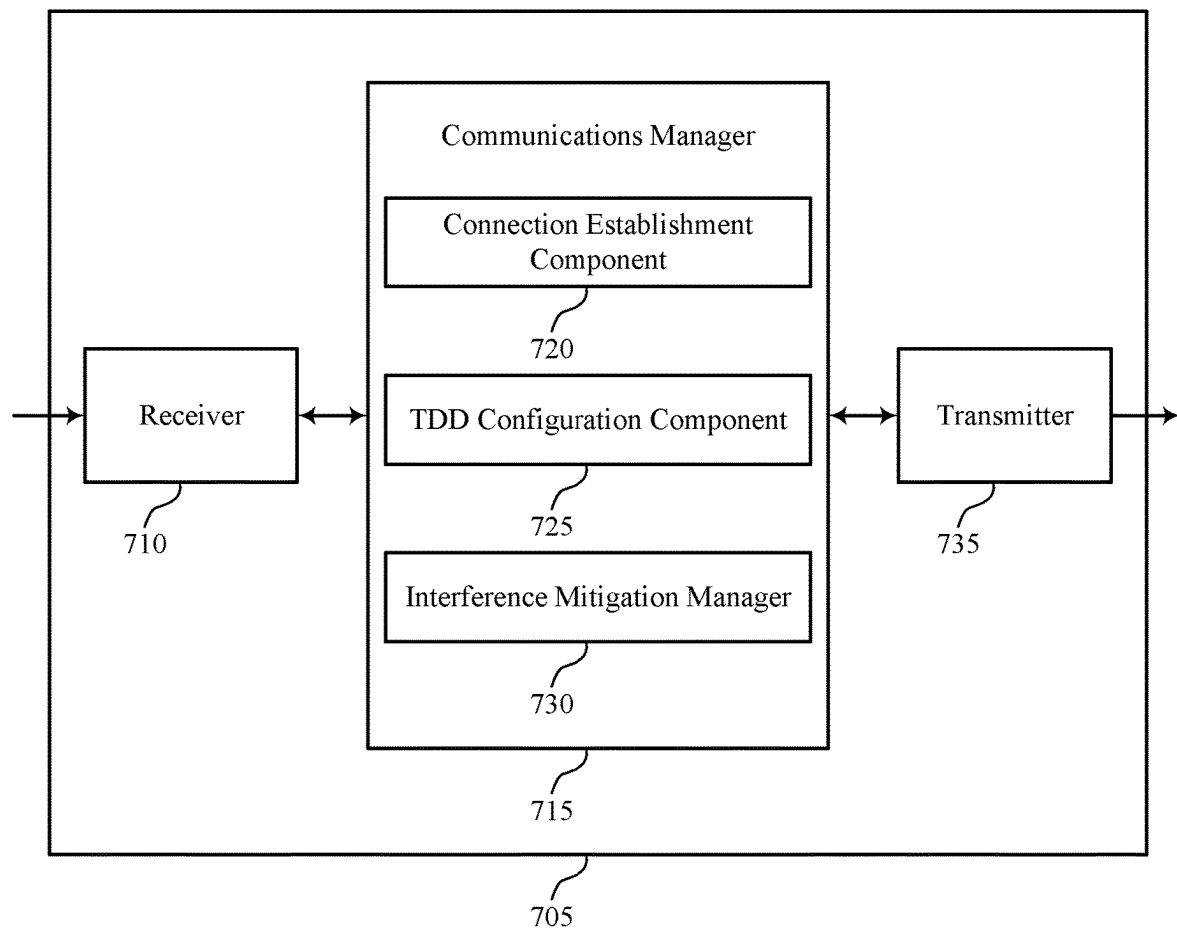 Communications Manager
Connection Establishment
Component
720
Receiver
710
TDD Configuration Component
725
Transmitter
735
Interference Mitigation Manager
730
715
705